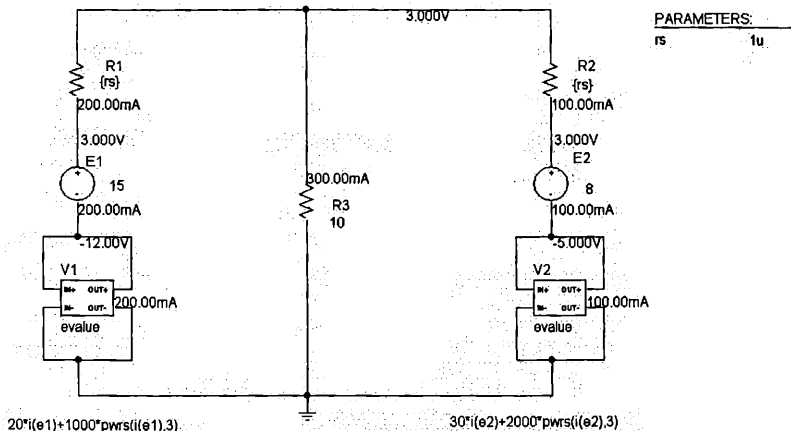 3.000V
PARAMETERS:
rs 1u
R1
{rs}
200.00mA
3.000V
E1
15
200.00mA
-12.00V
V1
IN+ OUT+
IN- OUT-
200.00mA
evalue
300.00mA
R3
10
R2
{rs}
100.00mA
3.000V
E2
8
100.00mA
-5.000V
V2
IN+ OUT+
IN- OUT-
100.00mA
evalue
20*i(e1)+1000*pwrs(i(e1),3)
30*i(e2)+2000*pwrs(i(e2),3)